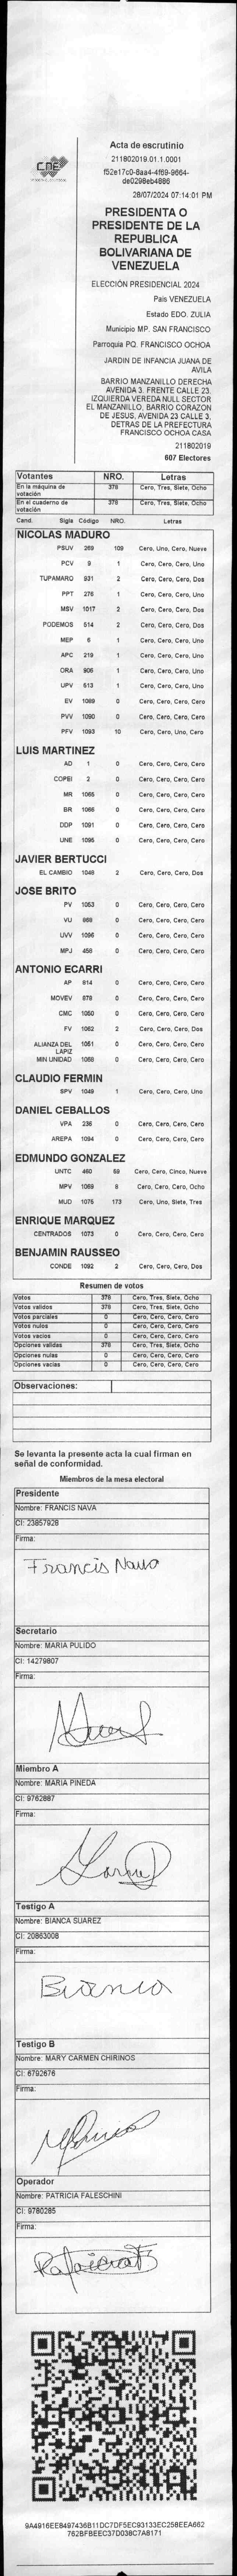 CNE
Acta de escrutinio
211802019.01.1.0001
f52e17c0-8aa4-4f69-9664-
de0298eb4886
28/07/2024 07:14:01 PM
PRESIDENTA O
PRESIDENTE DE LA
REPUBLICA
BOLIVARIANA DE
VENEZUELA
ELECCIÓN PRESIDENCIAL 2024
País VENEZUELA
Estado EDO. ZULIA
Municipio MP. SAN FRANCISCO
Parroquia PQ. FRANCISCO OCHOA
JARDIN DE INFANCIA JUANA DE
AVILA
BARRIO MANZANILLO DERECHA
AVENIDA 3. FRENTE CALLE 23.
IZQUIERDA VEREDA NULL SECTOR
EL MANZANILLO, BARRIO CORAZON
DE JESUS, AVENIDA 23 CALLE 3,
DETRAS DE LA PREFECTURA
FRANCISCO OCHOA CASA
211802019
607 Electores
Votantes NRO. Letras
En la máquina de votación 378 Cero, Tres, Siete, Ocho
En el cuaderno de votación 378 Cero, Tres, Siete, Ocho
Cand. Sigla Código NRO. Letras
NICOLAS MADURO
PSUV 269 109 Cero, Uno, Cero, Nueve
PCV 9 1 Cero, Cero, Cero, Uno
TUPAMARO 931 2 Cero, Cero, Cero, Dos
PPT 276 1 Cero, Cero, Cero, Uno
MSV 1017 2 Cero, Cero, Cero, Dos
PODEMOS 514 2 Cero, Cero, Cero, Dos
MEP 6 1 Cero, Cero, Cero, Uno
APC 219 1 Cero, Cero, Cero, Uno
ORA 906 1 Cero, Cero, Cero, Uno
UPV 613 1 Cero, Cero, Cero, Uno
EV 1089 0 Cero, Cero, Cero, Cero
PVV 1090 0 Cero, Cero, Cero, Cero
PFV 1093 10 Cero, Cero, Uno, Cero
LUIS MARTINEZ
AD 1 0 Cero, Cero, Cero, Cero
COPEI 2 0 Cero, Cero, Cero, Cero
MR 1065 0 Cero, Cero, Cero, Cero
BR 1066 0 Cero, Cero, Cero, Cero
DDP 1091 0 Cero, Cero, Cero, Cero
UNE 1095 0 Cero, Cero, Cero, Cero
JAVIER BERTUCCI
EL CAMBIO 1048 2 Cero, Cero, Cero, Dos
JOSE BRITO
PV 1053 0 Cero, Cero, Cero, Cero
VU 868 0 Cero, Cero, Cero, Cero
UVV 1096 0 Cero, Cero, Cero, Cero
MPJ 458 0 Cero, Cero, Cero, Cero
ANTONIO ECARRI
AP 814 0 Cero, Cero, Cero, Cero
MOVEV 878 0 Cero, Cero, Cero, Cero
CMC 1050 0 Cero, Cero, Cero, Cero
FV 1062 2 Cero, Cero, Cero, Dos
ALIANZA DEL LAPIZ 1051 0 Cero, Cero, Cero, Cero
MIN UNIDAD 1068 0 Cero, Cero, Cero, Cero
CLAUDIO FERMIN
SPV 1049 1 Cero, Cero, Cero, Uno
DANIEL CEBALLOS
VPA 238 0 Cero, Cero, Cero, Cero
AREPA 1094 0 Cero, Cero, Cero, Cero
EDMUNDO GONZALEZ
UNTC 460 59 Cero, Cero, Cinco, Nueve
MPV 1069 8 Cero, Cero, Cero, Ocho
MUD 1075 173 Cero, Uno, Siete, Tres
ENRIQUE MARQUEZ
CENTRADOS 1073 0 Cero, Cero, Cero, Cero
BENJAMIN RAUSSEO
CONDE 1092 2 Cero, Cero, Cero, Dos
Resumen de votos
Votos 378 Cero, Tres, Siete, Ocho
Votos validos 378 Cero, Tres, Siete, Ocho
Votos parciales 0 Cero, Cero, Cero, Cero
Votos nulos 0 Cero, Cero, Cero, Cero
Votos vacios 0 Cero, Cero, Cero, Cero
Opciones validas 378 Cero, Tres, Siete, Ocho
Opciones nulas 0 Cero, Cero, Cero, Cero
Opciones vacias 0 Cero, Cero, Cero, Cero
Observaciones:
Se levanta la presente acta la cual firman en
señal de conformidad.
Miembros de la mesa electoral
Presidente
Nombre: FRANCIS NAVA
CI: 23857928
Firma:
Francis Nava
Secretario
Nombre: MARIA PULIDO
CI: 14279807
Firma:
Miembro A
Nombre: MARIA PINEDA
CI: 9762887
Firma:
Testigo A
Nombre: BIANCA SUAREZ
CI: 20863008
Firma:
Bianca
Testigo B
Nombre: MARY CARMEN CHIRINOS
CI: 6792676
Firma:
Operador
Nombre: PATRICIA FALESCHINI
CI: 9780285
Firma:
9A4916EE8497436B11DC7DF5EC93133EC258EEA662
762BFBEEC37D038C7A8171